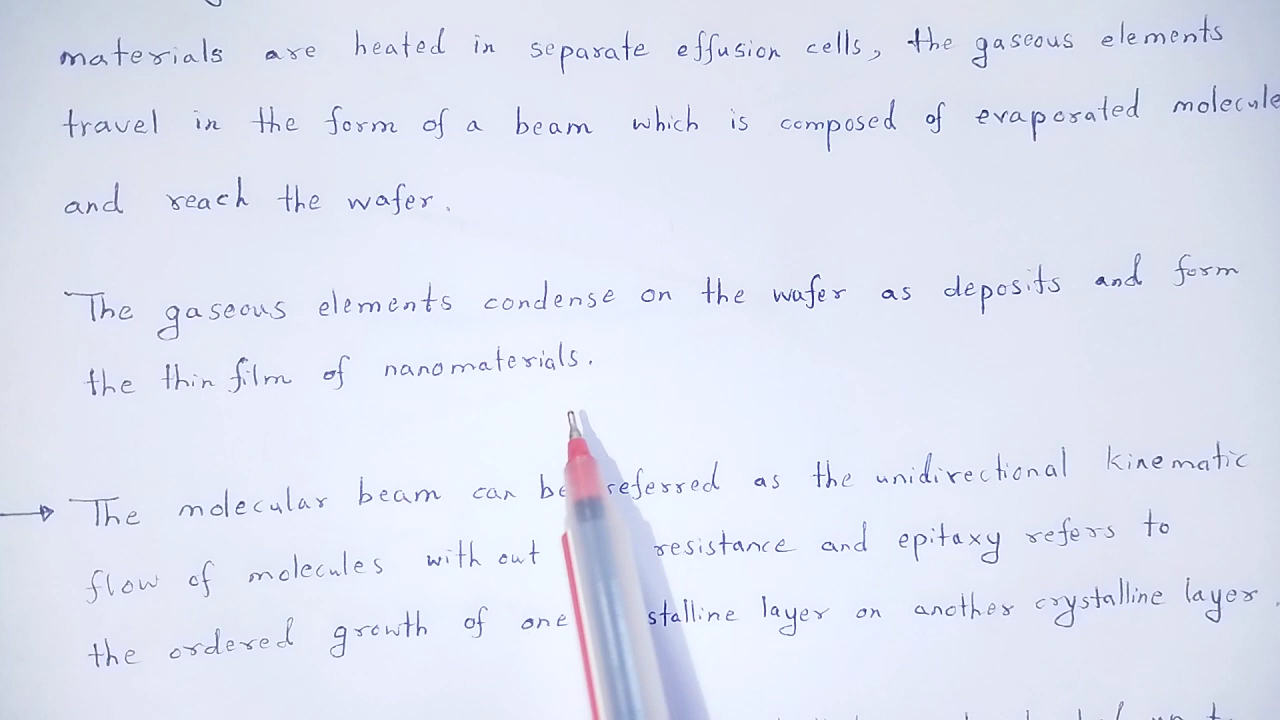 materials are heated in separate effusion cells, the gaseous elements
travel in the form of a beam which is composed of evaporated molecule
and reach the wafer.
The gaseous elements condense on the wafer as deposits and form
the thin film of nanomaterials.
The molecular beam can be referred as the unidirectional kinematic
flow of molecules with out resistance and epitaxy refers to
the ordered growth of one stalline layer on another crystalline layer.